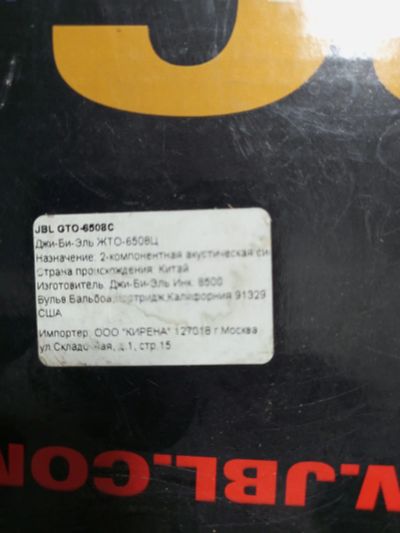 JBL GTO-6508C
Джи-Би-Эль ЖТО-6508Ц
Назначение: 2-компонентная акустическая си
Страна происхождения: Китай
Изготовитель: Джи-Би-Эль Инк. 8500
Вульв Бальбоа, Нортридж,Калифорния 91329
США
Импортер: ООО "КИРЕНА" 127018 г.Москва
ул.Складочная, д.1, стр.15
W.JBL.COM